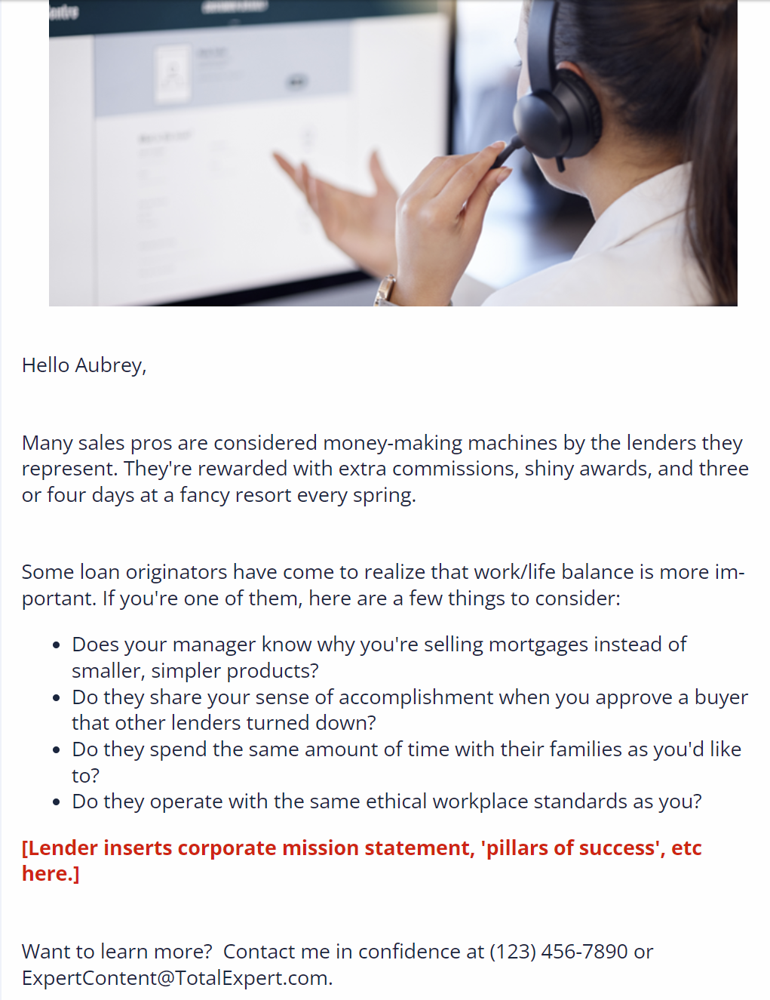 Hello Aubrey,
Many sales pros are considered money-making machines by the lenders they
represent. They're rewarded with extra commissions, shiny awards, and three
or four days at a fancy resort every spring.
Some loan originators have come to realize that work/life balance is more im-
portant. If you're one of them, here are a few things to consider:
• Does your manager know why you're selling mortgages instead of
smaller, simpler products?
• Do they share your sense of accomplishment when you approve a buyer
that other lenders turned down?
• Do they spend the same amount of time with their families as you'd like
to?
• Do they operate with the same ethical workplace standards as you?
[Lender inserts corporate mission statement, 'pillars of success', etc
here.]
Want to learn more?  Contact me in confidence at (123) 456-7890 or
ExpertContent@TotalExpert.com.